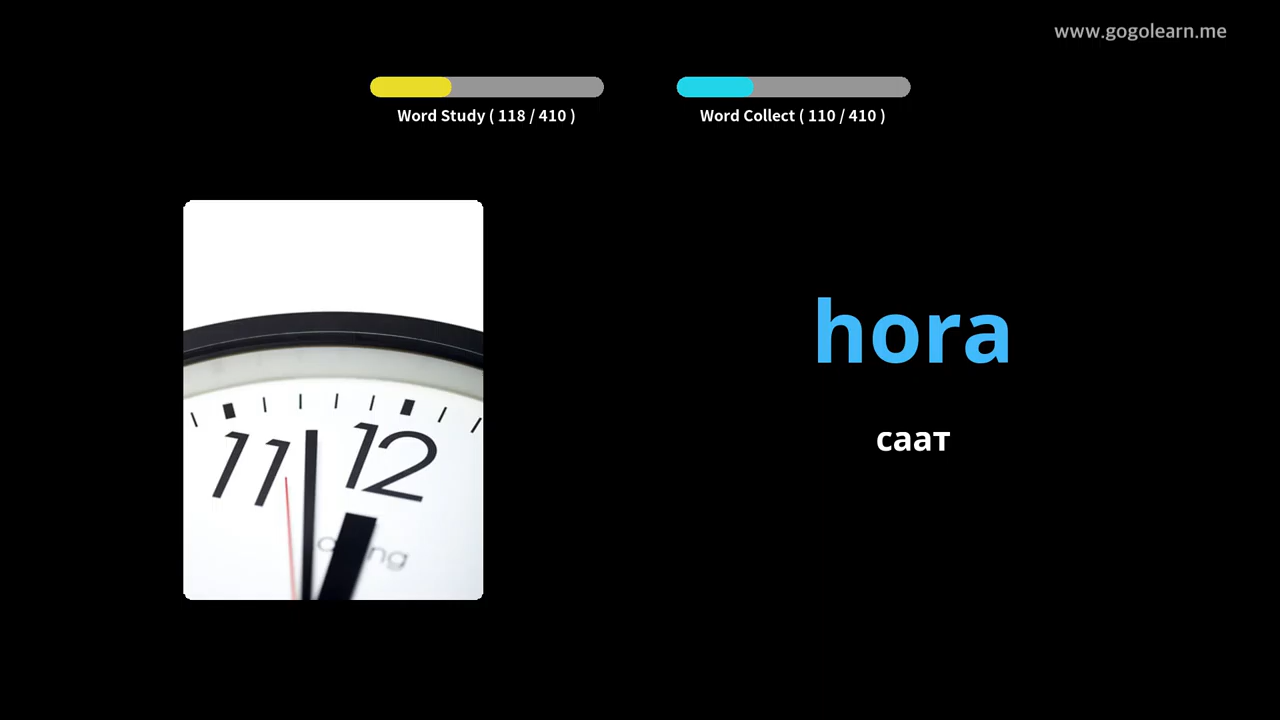 www.gogolearn.me
Word Study ( 118 / 410 )
Word Collect ( 110 / 410 )
11 12
hora
саат